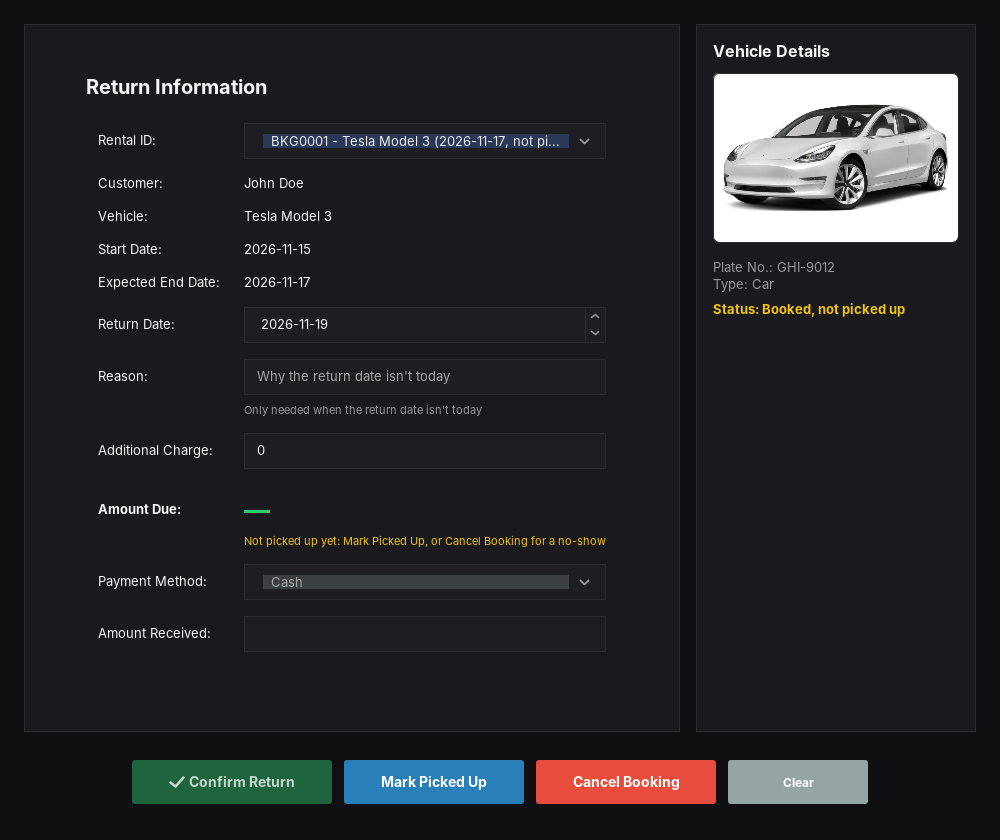 Return Information
Rental ID:
BKG0001 - Tesla Model 3 (2026-11-17, not pi...
Customer:
John Doe
Vehicle:
Tesla Model 3
Start Date:
2026-11-15
Expected End Date:
2026-11-17
Return Date:
2026-11-19
Reason:
Why the return date isn't today
Only needed when the return date isn't today
Additional Charge:
0
Amount Due:
—
Not picked up yet: Mark Picked Up, or Cancel Booking for a no-show
Payment Method:
Cash
Amount Received:
Vehicle Details
Plate No.: GHI-9012
Type: Car
Status: Booked, not picked up
✓ Confirm Return
Mark Picked Up
Cancel Booking
Clear